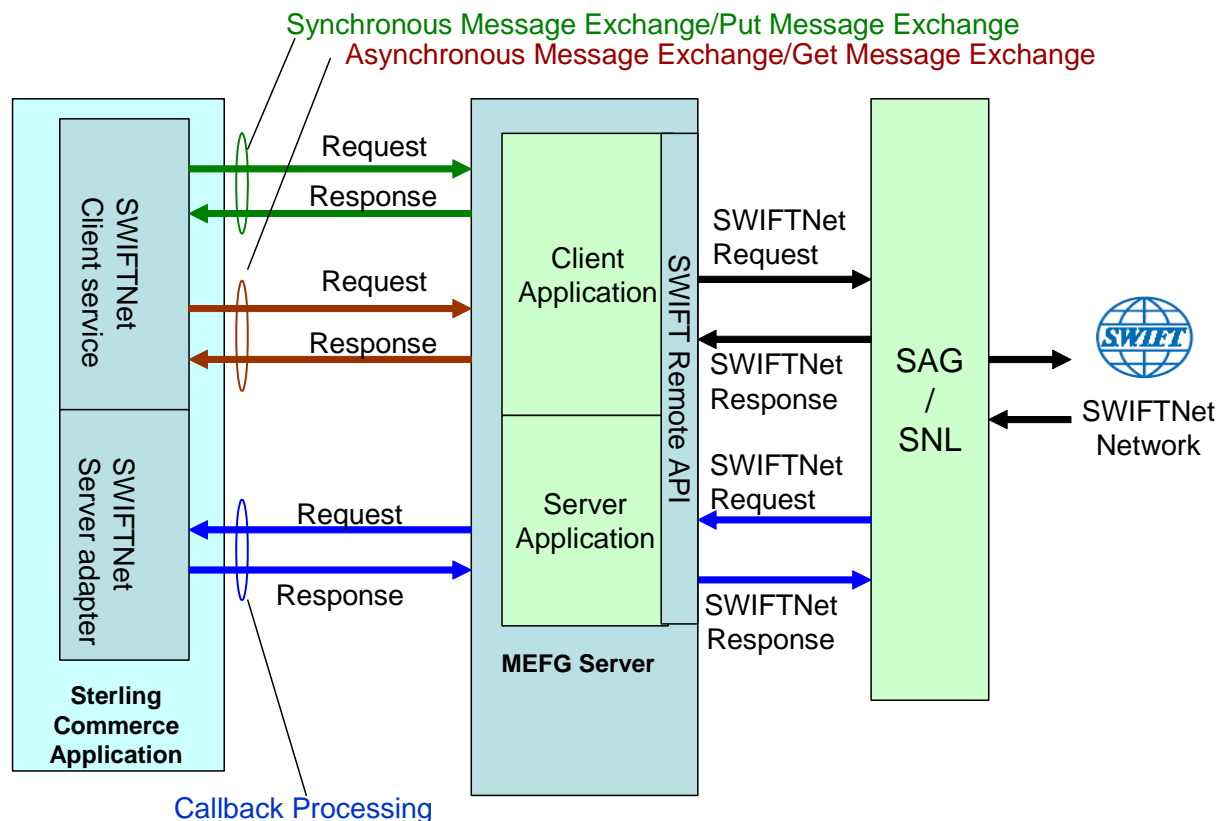 Synchronous Message Exchange/Put Message Exchange
Asynchronous Message Exchange/Get Message Exchange
SWIFTNet
Client service
SWIFTNet
Server adapter
Sterling
Commerce
Application
Request
Response
Request
Response
Request
Response
Callback Processing
Client
Application
Server
Application
SWIFT Remote API
MEFG Server
SWIFTNet
Request
SWIFTNet
Response
SWIFTNet
Request
SWIFTNet
Response
SAG
/
SNL
SWIFT
SWIFTNet
Network